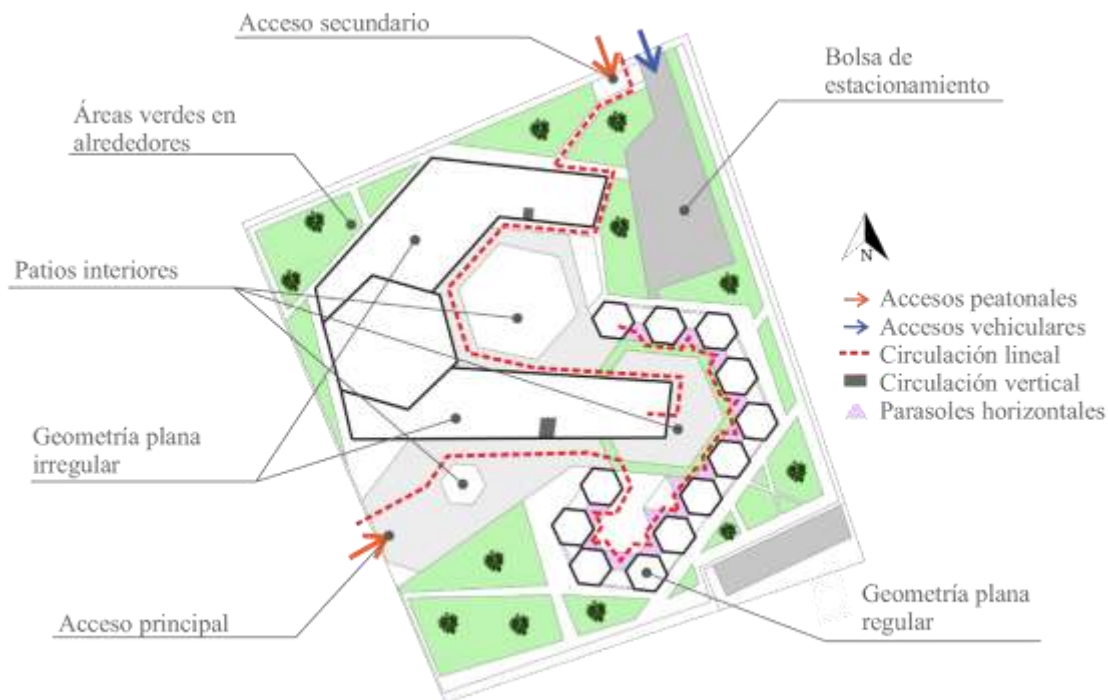 Acceso secundario
Bolsa de
estacionamiento
Áreas verdes en
alrededores
Patios interiores
N
Accesos peatonales
Accesos vehiculares
Circulación lineal
Circulación vertical
Parasoles horizontales
Geometría plana
irregular
Acceso principal
Geometría plana
regular